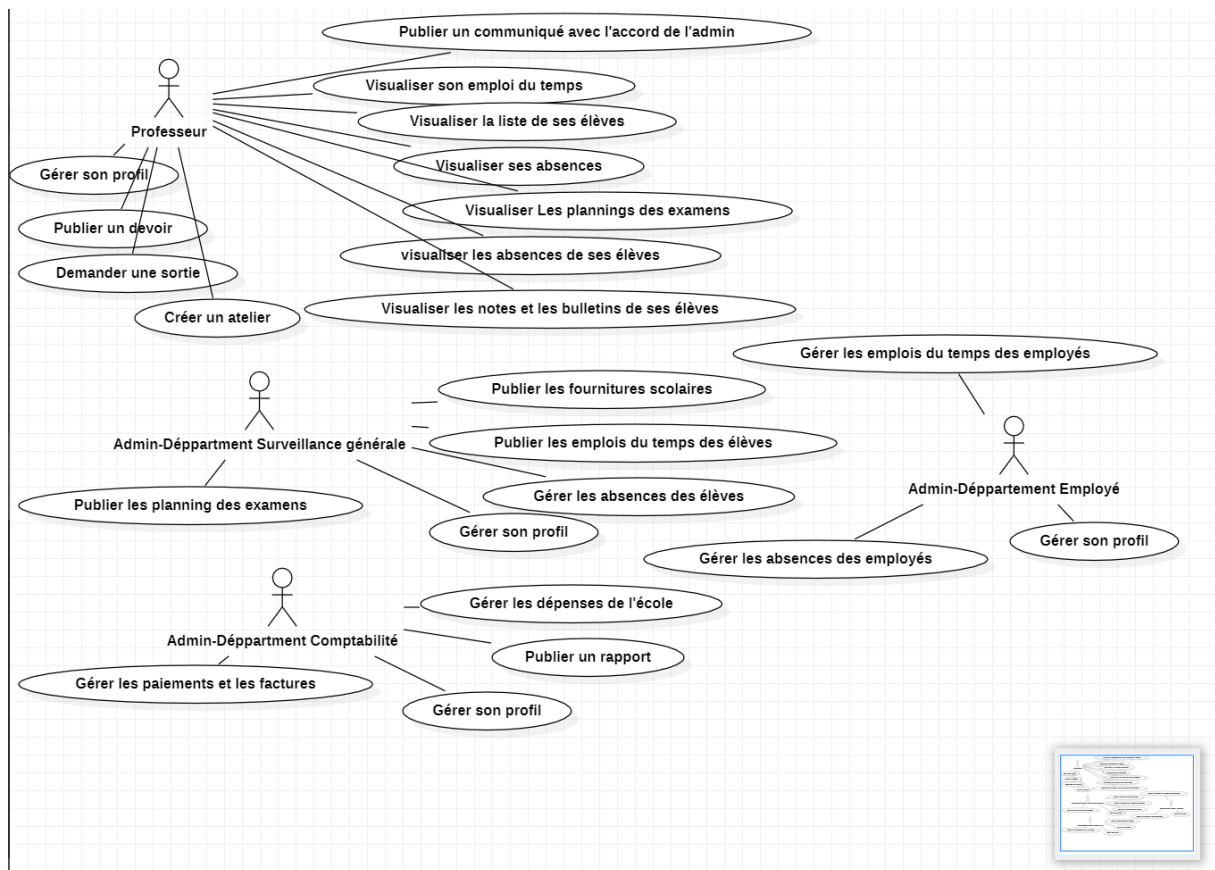 Publier un communiqué avec l'accord de l'admin
Visualiser son emploi du temps
Visualiser la liste de ses élèves
Professeur
Visualiser ses absences
Gérer son profil
Visualiser Les plannings des examens
Publier un devoir
visualiser les absences de ses élèves
Demander une sortie
Visualiser les notes et les bulletins de ses élèves
Créer un atelier
Gérer les emplois du temps des employés
Publier les fournitures scolaires
Admin-Déppartment Surveillance générale
Publier les emplois du temps des élèves
Admin-Déppartement Employé
Gérer les absences des élèves
Publier les planning des examens
Gérer son profil
Gérer son profil
Gérer les absences des employés
Gérer les dépenses de l'école
Admin-Déppartment Comptabilité
Publier un rapport
Gérer les paiements et les factures
Gérer son profil